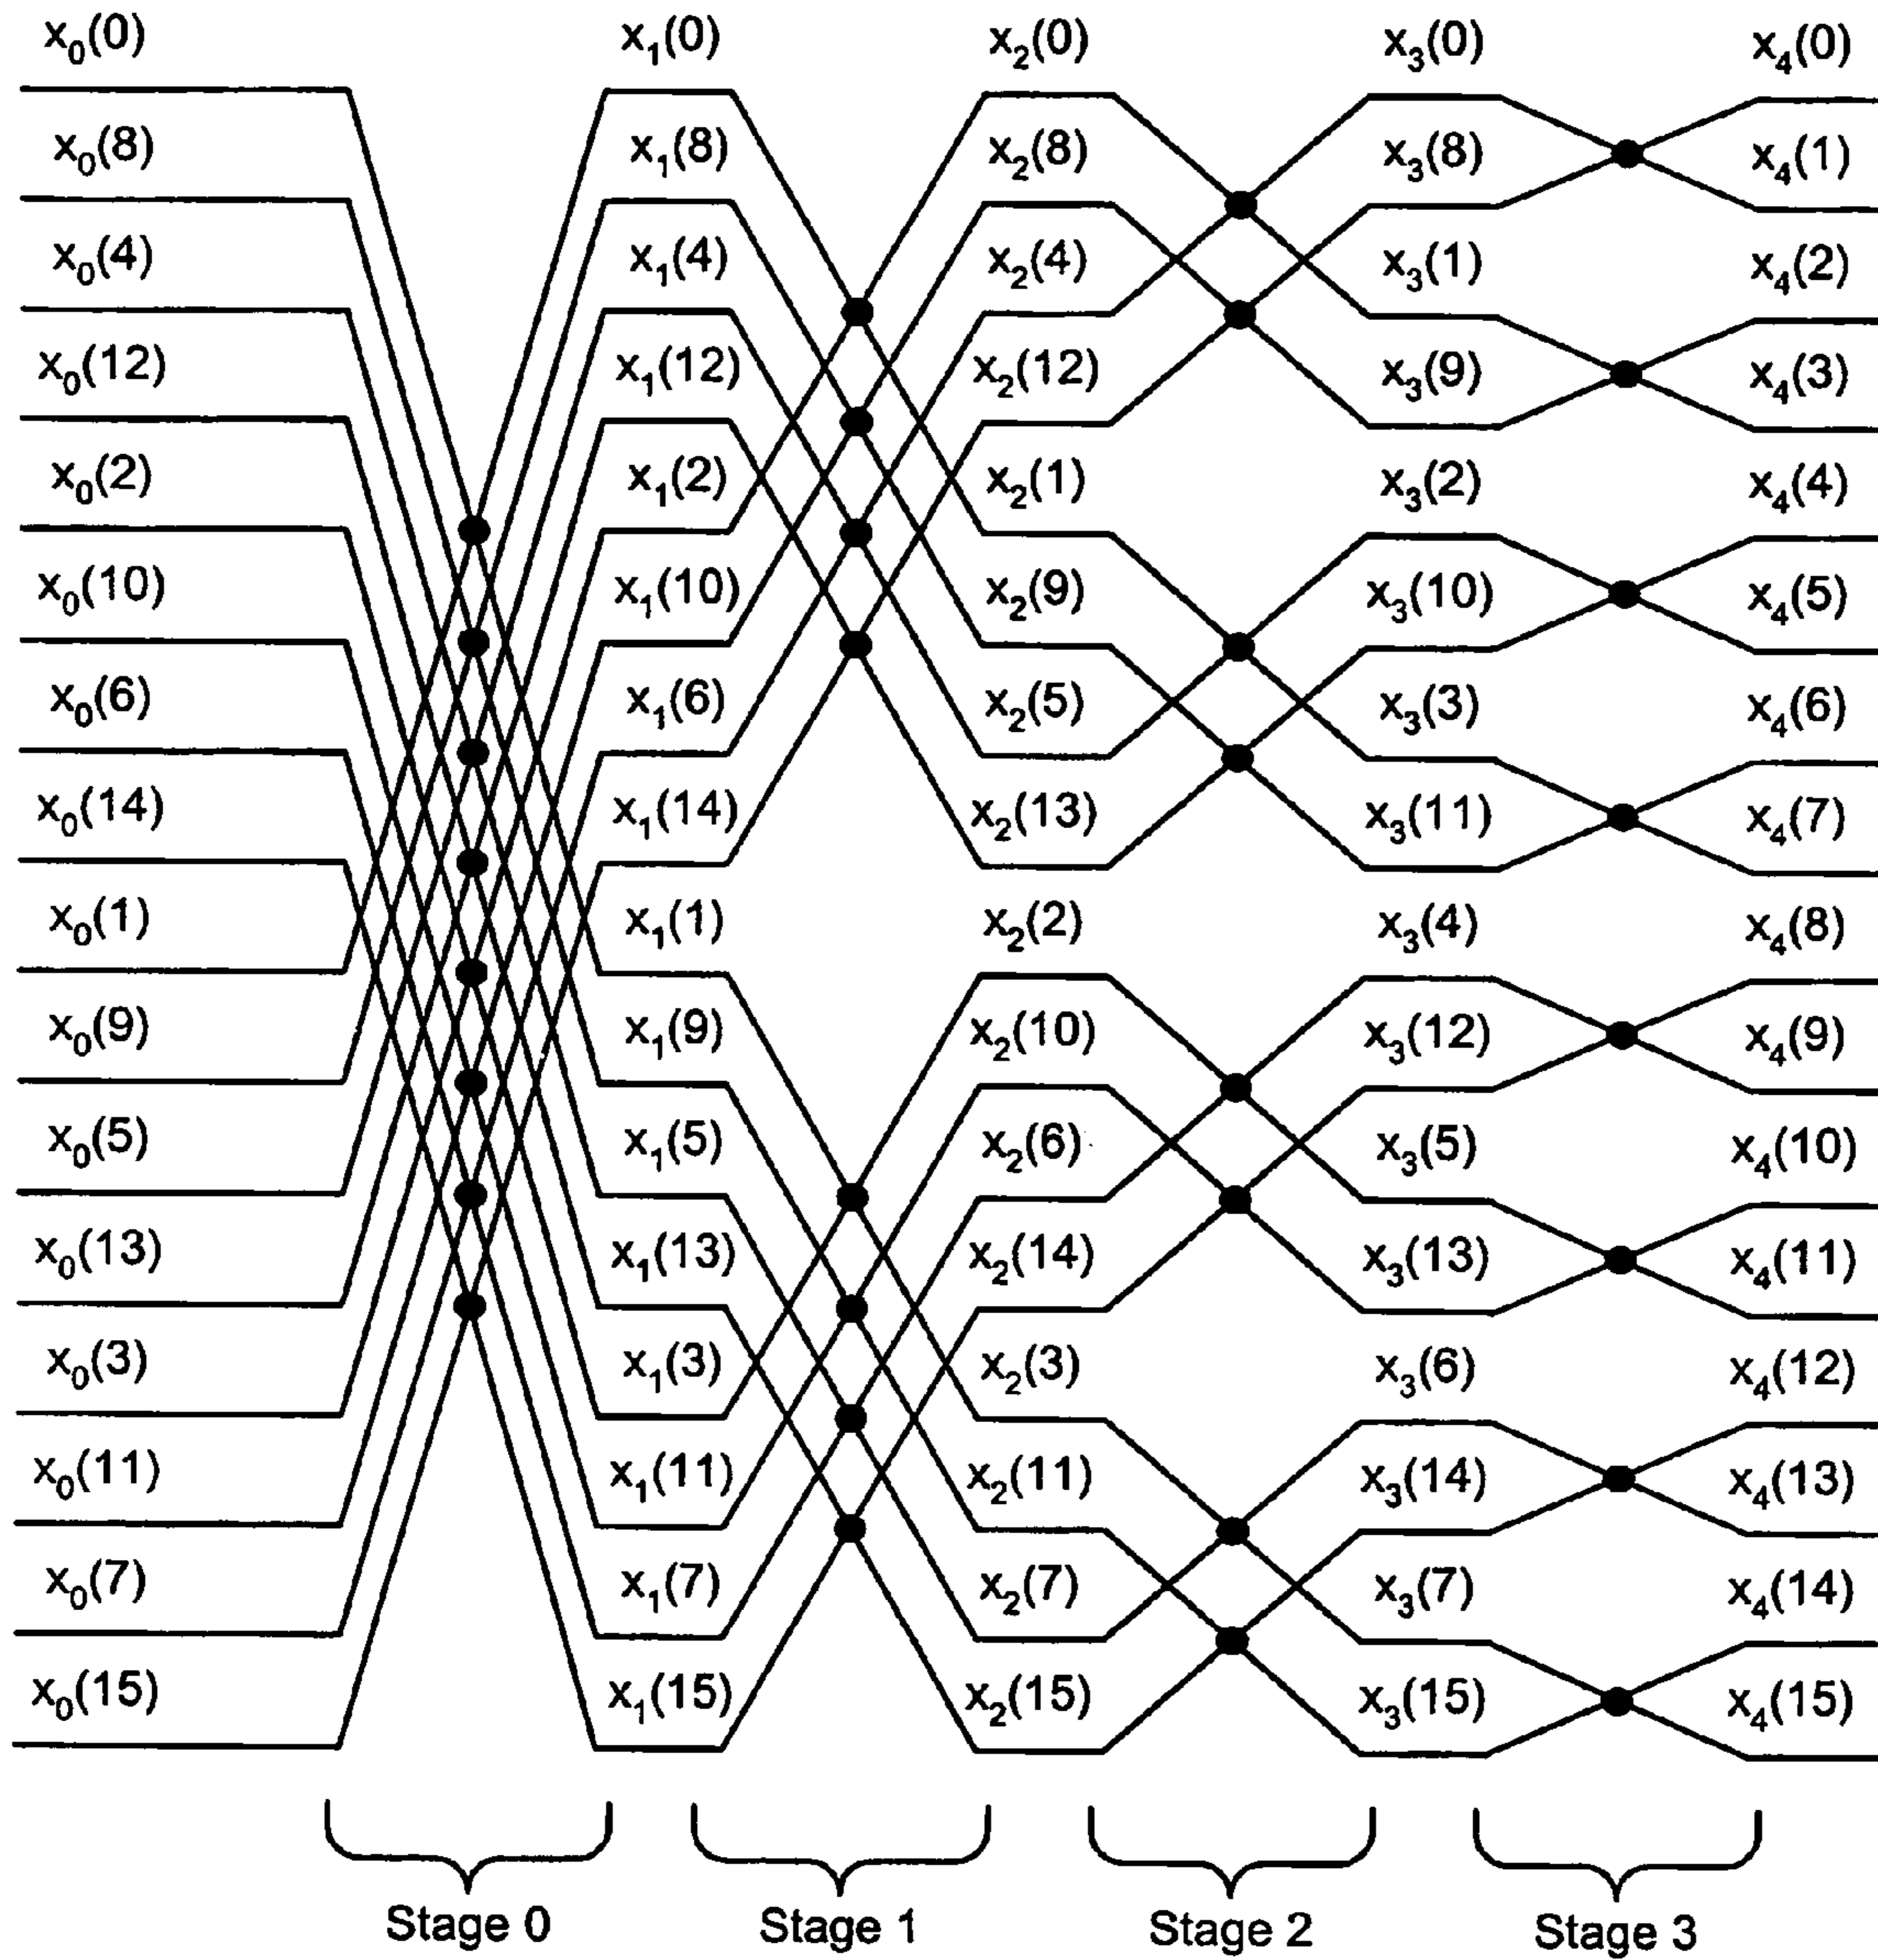 x₀(0) x₁(0) x₂(0) x₃(0) x₄(0)
x₀(8) x₁(8) x₂(8) x₃(8) x₄(1)
x₀(4) x₁(4) x₂(4) x₃(1) x₄(2)
x₀(12) x₁(12) x₂(12) x₃(9) x₄(3)
x₀(2) x₁(2) x₂(1) x₃(2) x₄(4)
x₀(10) x₁(10) x₂(9) x₃(10) x₄(5)
x₀(6) x₁(6) x₂(5) x₃(3) x₄(6)
x₀(14) x₁(14) x₂(13) x₃(11) x₄(7)
x₀(1) x₁(1) x₂(2) x₃(4) x₄(8)
x₀(9) x₁(9) x₂(10) x₃(12) x₄(9)
x₀(5) x₁(5) x₂(6) x₃(5) x₄(10)
x₀(13) x₁(13) x₂(14) x₃(13) x₄(11)
x₀(3) x₁(3) x₂(3) x₃(6) x₄(12)
x₀(11) x₁(11) x₂(11) x₃(14) x₄(13)
x₀(7) x₁(7) x₂(7) x₃(7) x₄(14)
x₀(15) x₁(15) x₂(15) x₃(15) x₄(15)
Stage 0 Stage 1 Stage 2 Stage 3